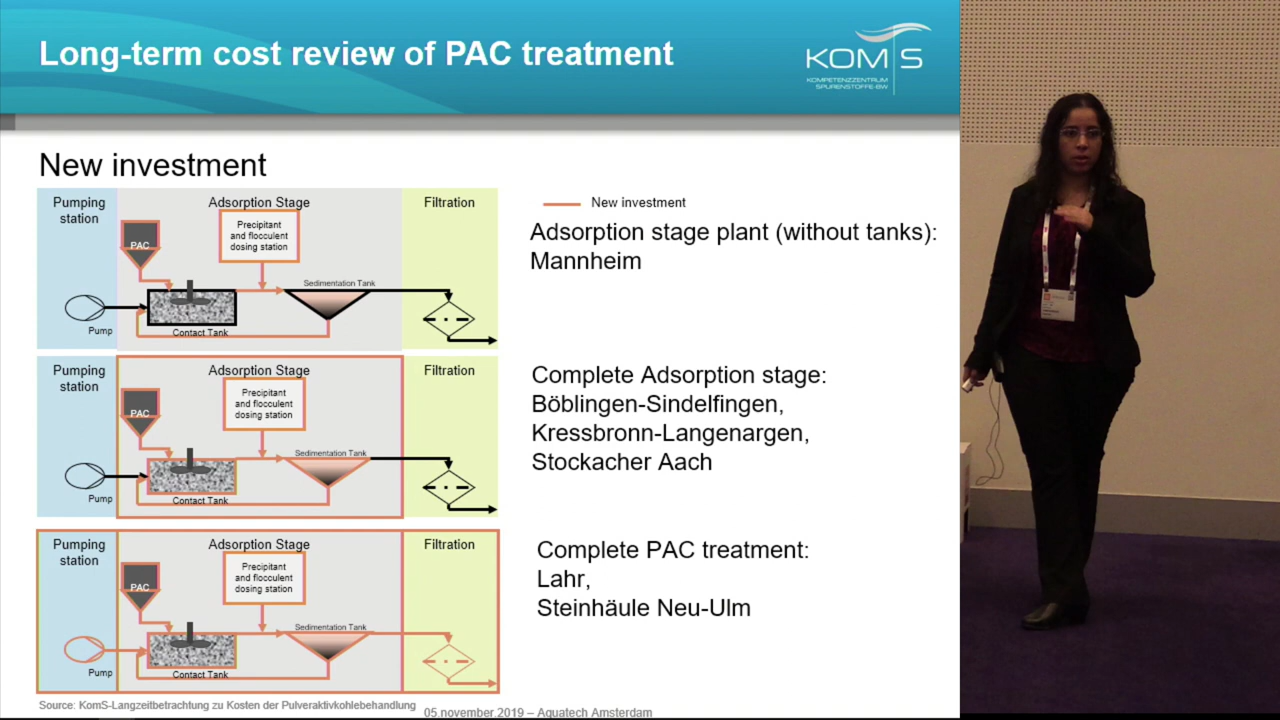 Long-term cost review of PAC treatment
KOMS
KOMPETENZZENTRUM
SPURENSTOFFE-BW
New investment
Pumping
station
Adsorption Stage
Filtration
PAC
Precipitant
and flocculent
dosing station
Sedimentation Tank
Pump
Contact Tank
New investment
Adsorption stage plant (without tanks):
Mannheim
Pumping
station
Adsorption Stage
Filtration
PAC
Precipitant
and flocculent
dosing station
Sedimentation Tank
Pump
Contact Tank
Complete Adsorption stage:
Böblingen-Sindelfingen,
Kressbronn-Langenargen,
Stockacher Aach
Pumping
station
Adsorption Stage
Filtration
PAC
Precipitant
and flocculent
dosing station
Sedimentation Tank
Pump
Contact Tank
Complete PAC treatment:
Lahr,
Steinhäule Neu-Ulm
Source: KomS-Langzeitbetrachtung zu Kosten der Pulveraktivkohlebehandlung
05.november.2019 – Aquatech Amsterdam